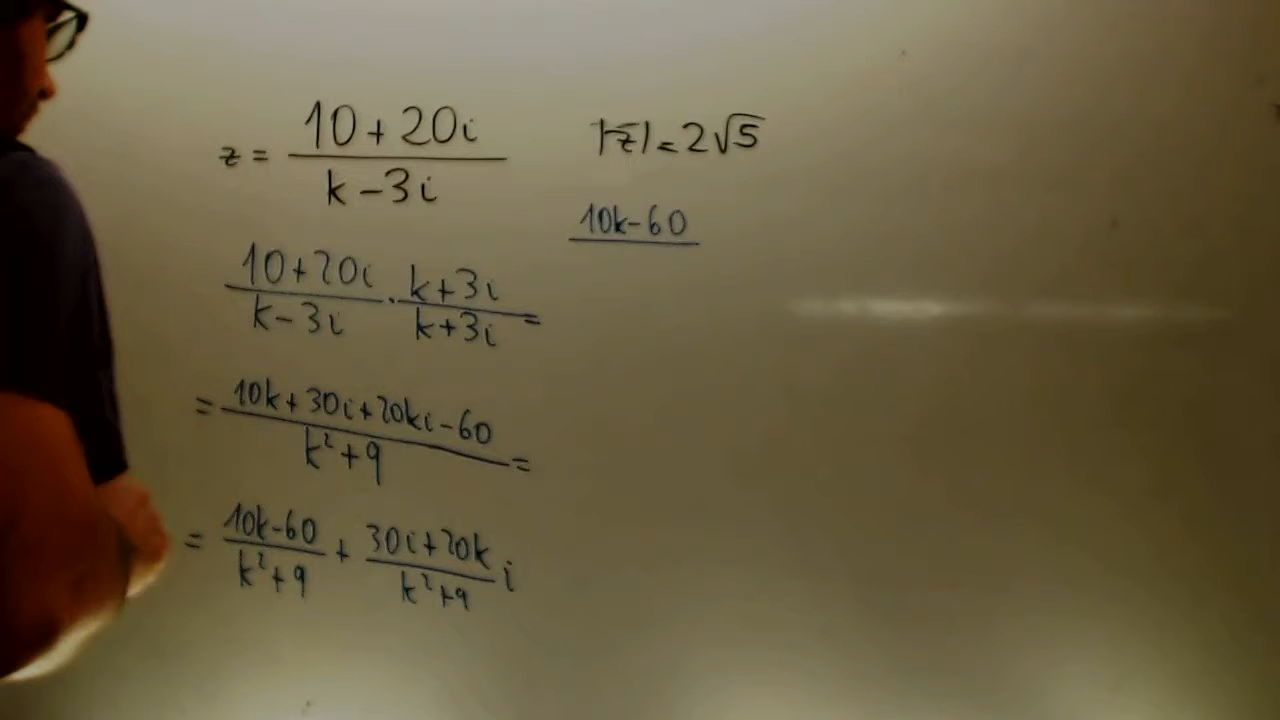 z = (10+20i)/(k-3i)
|z| = 2√5
(10+20i)/(k-3i) · (k+3i)/(k+3i) =
= (10k+30i+20ki-60)/(k²+9) =
= (10k-60)/(k²+9) + (30i+20k)/(k²+9) i
10k-60